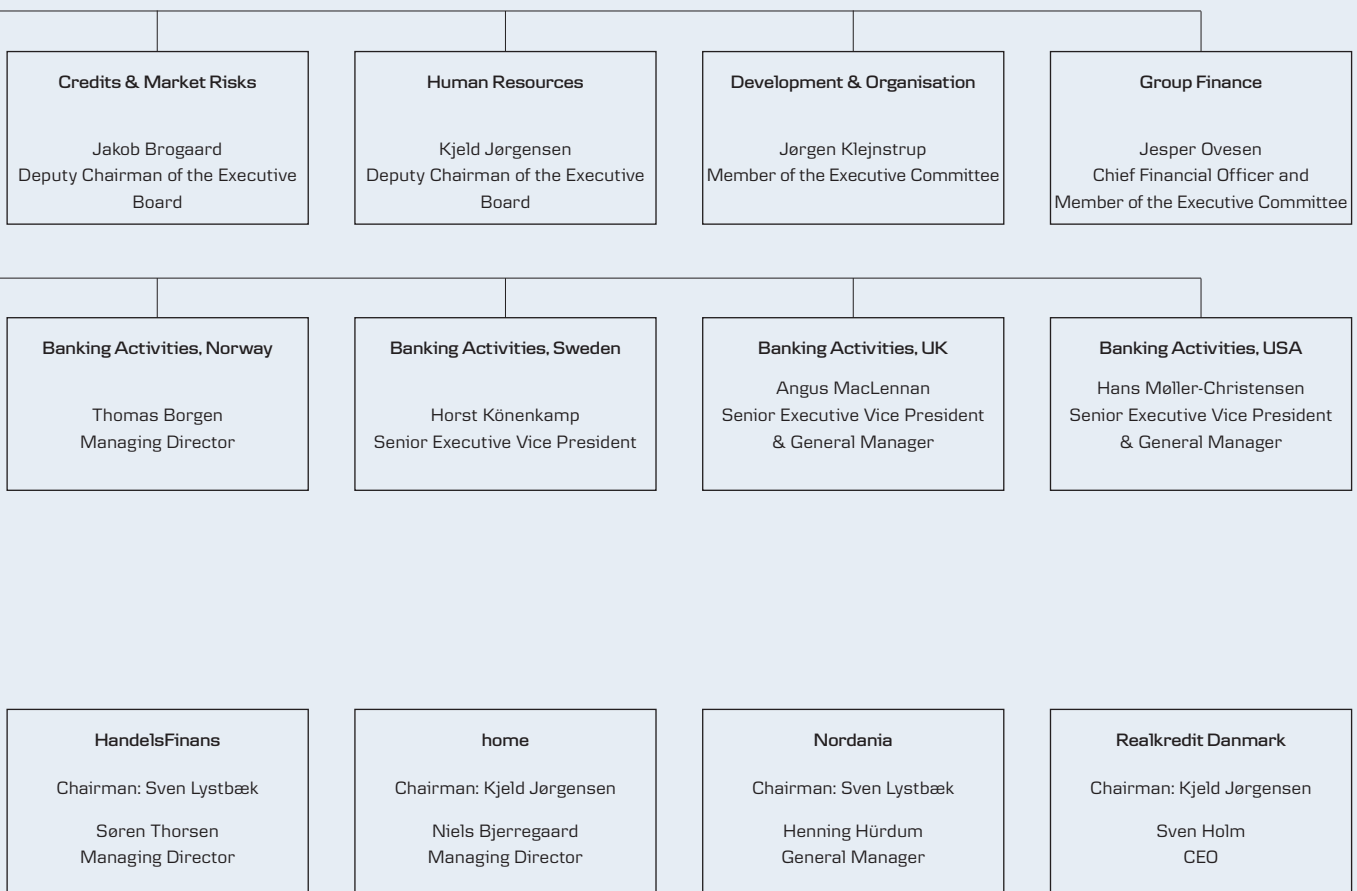 Credits & Market Risks
Jakob Brogaard
Deputy Chairman of the Executive
Board
Human Resources
Kjeld Jørgensen
Deputy Chairman of the Executive
Board
Development & Organisation
Jørgen Klejnstrup
Member of the Executive Committee
Group Finance
Jesper Ovesen
Chief Financial Officer and
Member of the Executive Committee
Banking Activities, Norway
Thomas Borgen
Managing Director
Banking Activities, Sweden
Horst Könenkamp
Senior Executive Vice President
Banking Activities, UK
Angus MacLennan
Senior Executive Vice President
& General Manager
Banking Activities, USA
Hans Møller-Christensen
Senior Executive Vice President
& General Manager
HandelsFinans
Chairman: Sven Lystbæk
Søren Thorsen
Managing Director
home
Chairman: Kjeld Jørgensen
Niels Bjerregaard
Managing Director
Nordania
Chairman: Sven Lystbæk
Henning Hürdum
General Manager
Realkredit Danmark
Chairman: Kjeld Jørgensen
Sven Holm
CEO